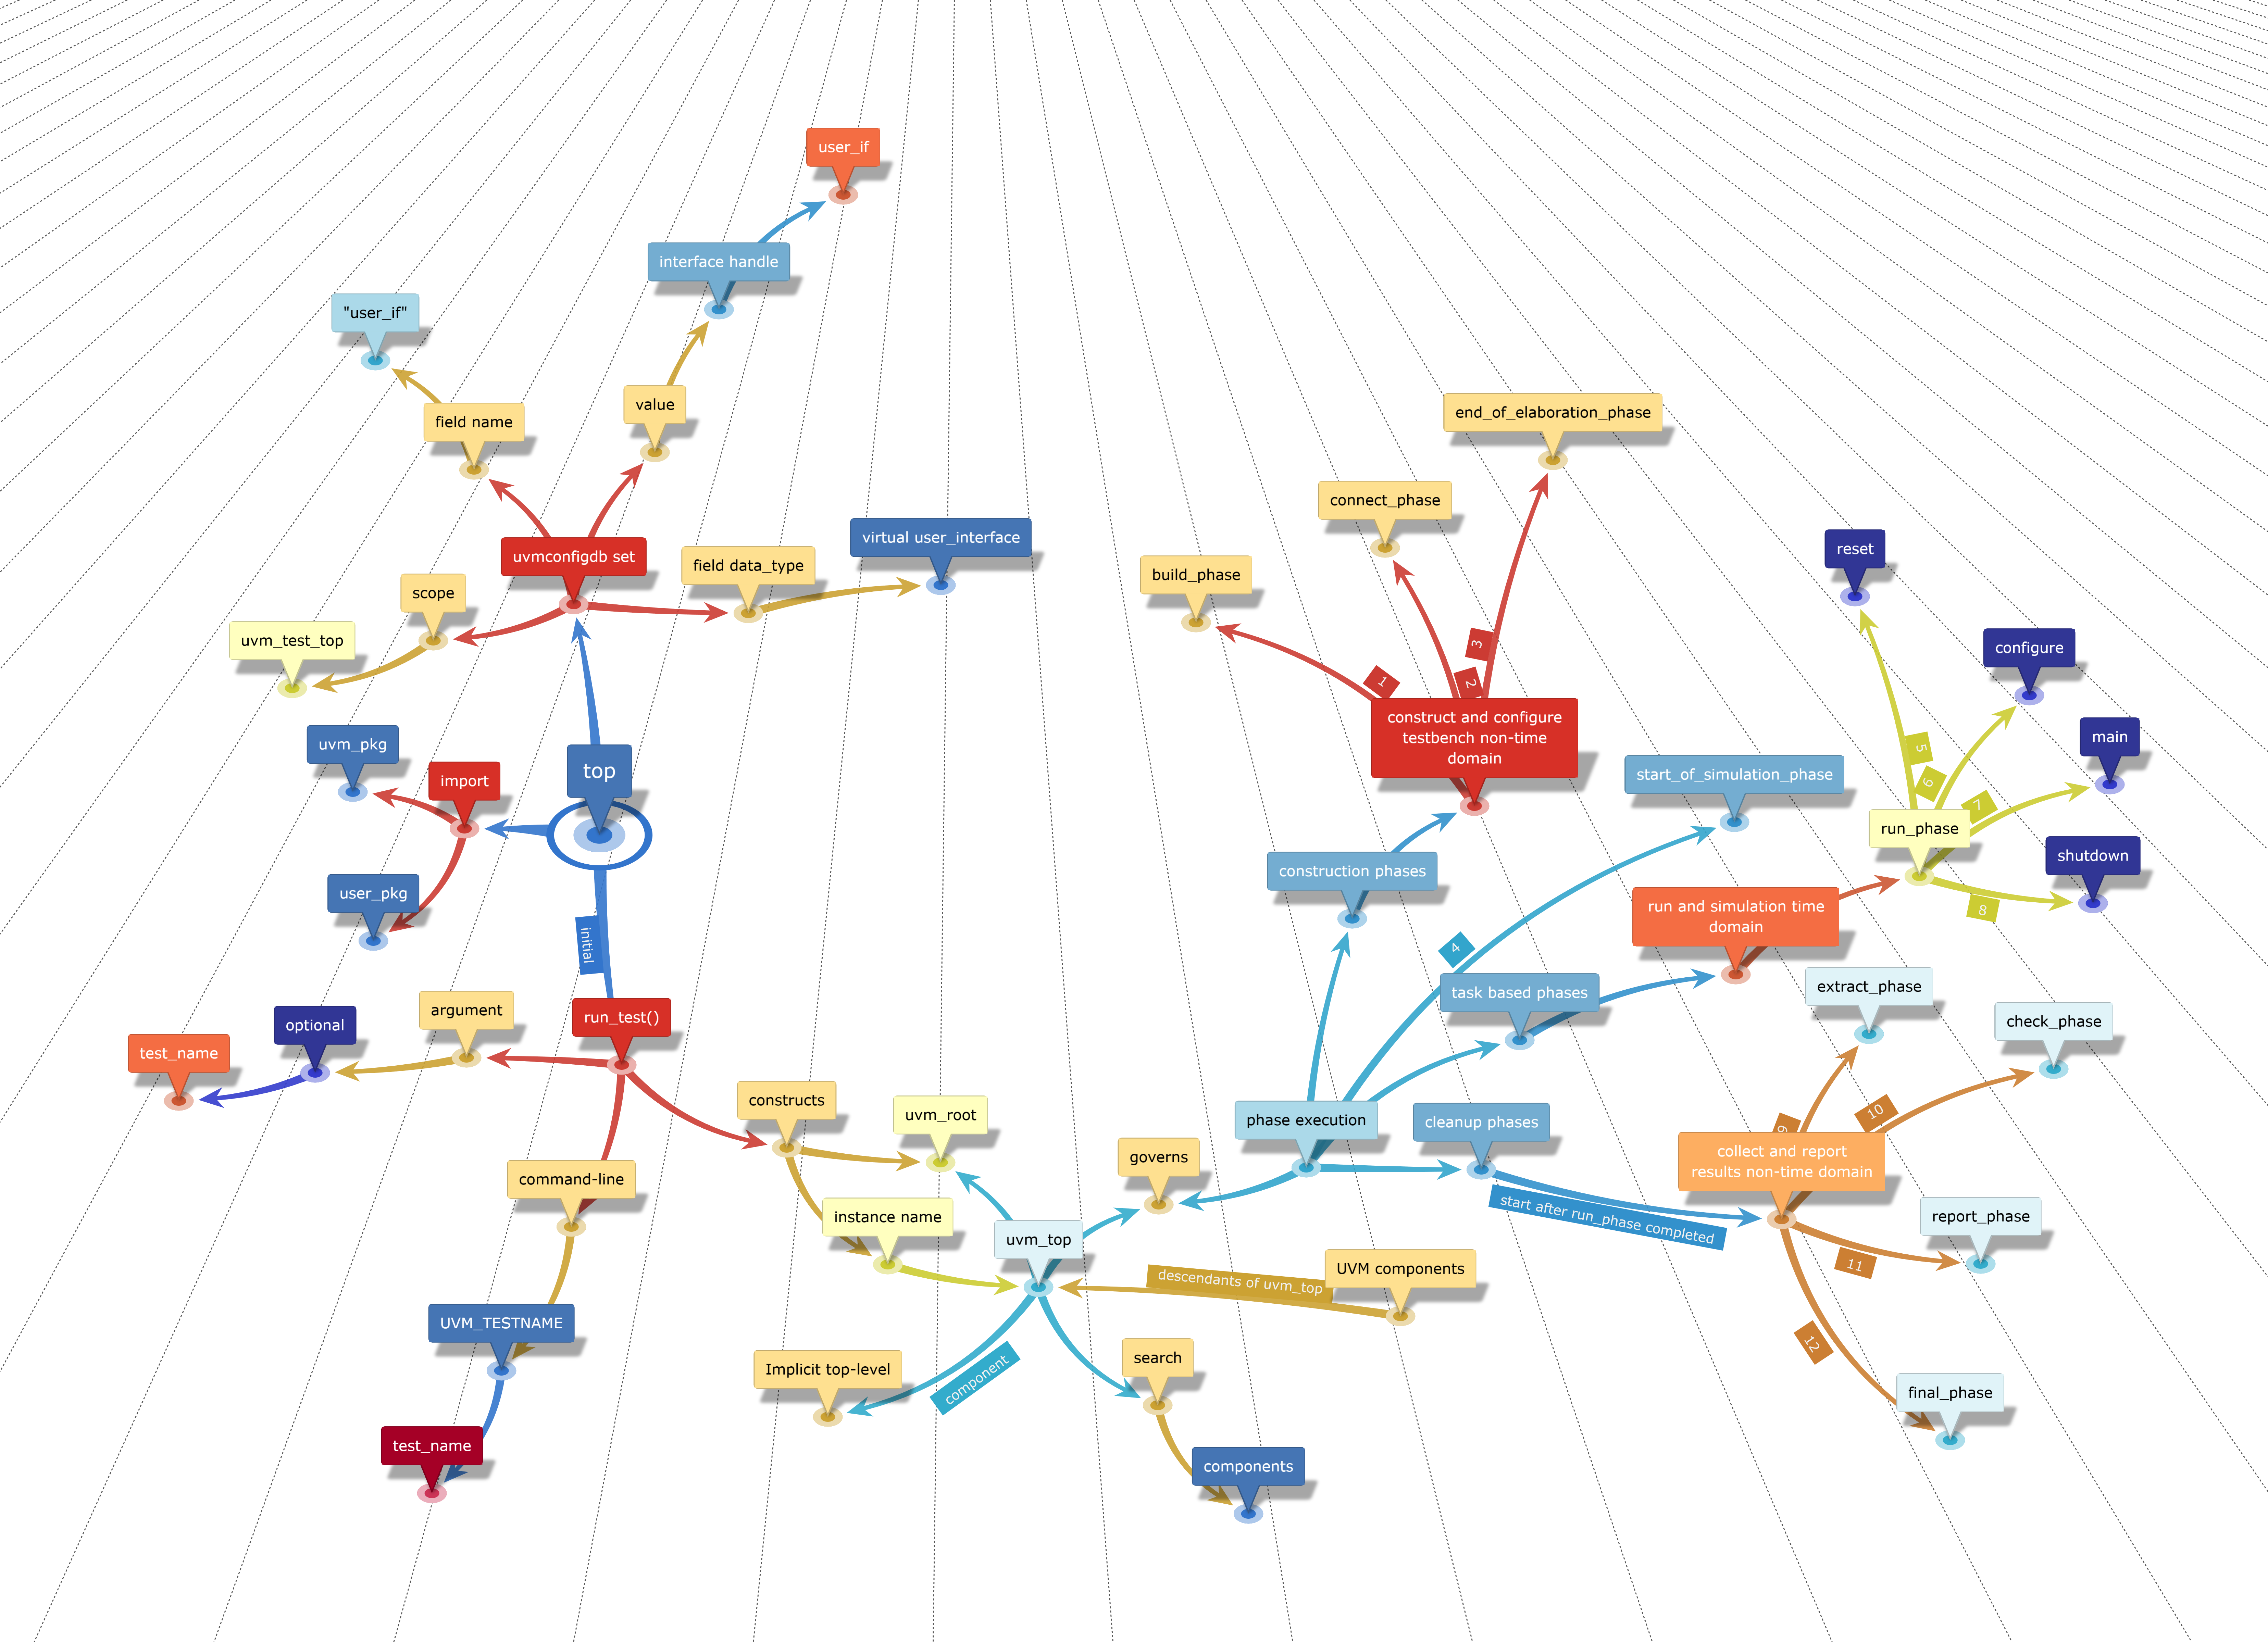 user_if
interface handle
"user_if"
field name
value
uvmconfigdb set
field data_type
virtual user_interface
scope
uvm_test_top
uvm_pkg
import
top
user_pkg
initial
run_test()
argument
optional
test_name
command-line
UVM_TESTNAME
test_name
constructs
uvm_root
instance name
uvm_top
Implicit top-level
component
search
components
descendants of uvm_top
UVM components
governs
phase execution
construction phases
construct and configure
testbench non-time
domain
1
build_phase
2
connect_phase
3
end_of_elaboration_phase
4
start_of_simulation_phase
task based phases
run and simulation time
domain
run_phase
5
reset
6
configure
7
main
8
shutdown
cleanup phases
start after run_phase completed
collect and report
results non-time domain
9
extract_phase
10
check_phase
11
report_phase
12
final_phase